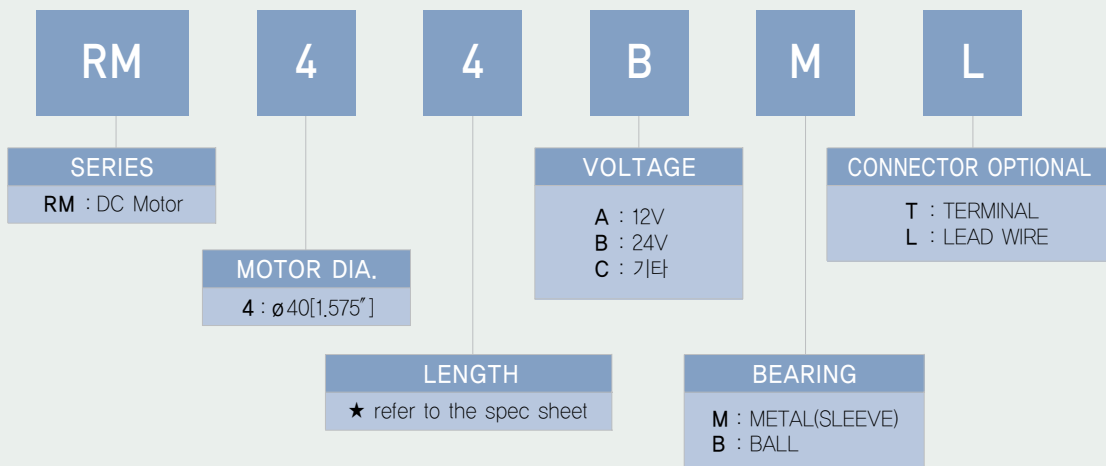 RM 4 4 B M L
SERIES
RM : DC Motor
MOTOR DIA.
4 : ø40[1.575″]
LENGTH
★ refer to the spec sheet
VOLTAGE
A : 12V
B : 24V
C : 기타
BEARING
M : METAL(SLEEVE)
B : BALL
CONNECTOR OPTIONAL
T : TERMINAL
L : LEAD WIRE